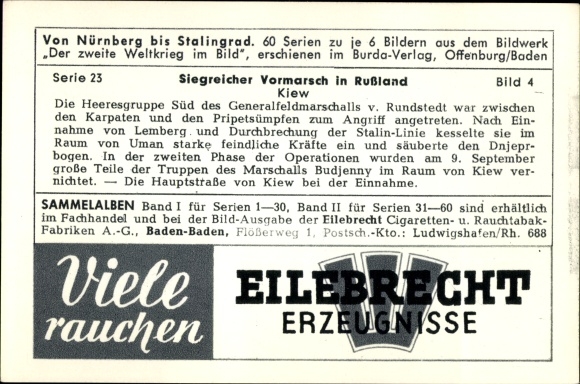 Von Nürnberg bis Stalingrad. 60 Serien zu je 6 Bildern aus dem Bildwerk
„Der zweite Weltkrieg im Bild“, erschienen im Burda-Verlag, Offenburg/Baden
Serie 23 Siegreicher Vormarsch in Rußland Bild 4
Kiew
Die Heeresgruppe Süd des Generalfeldmarschalls v. Rundstedt war zwischen
den Karpaten und den Pripetsümpfen zum Angriff angetreten. Nach Ein-
nahme von Lemberg und Durchbrechung der Stalin-Linie kesselte sie im
Raum von Uman starke feindliche Kräfte ein und säuberte den Dnjepr-
bogen. In der zweiten Phase der Operationen wurden am 9. September
große Teile der Truppen des Marschalls Budjenny im Raum von Kiew ver-
nichtet. — Die Hauptstraße von Kiew bei der Einnahme.
SAMMELALBEN Band I für Serien 1—30, Band II für Serien 31—60 sind erhältlich
im Fachhandel und bei der Bild-Ausgabe der Eilebrecht Cigaretten- u. Rauchtabak-
Fabriken A.-G., Baden-Baden, Flößerweg 1, Postsch.-Kto.: Ludwigshafen/Rh. 688
Viele
rauchen
EILEBRECHT
ERZEUGNISSE